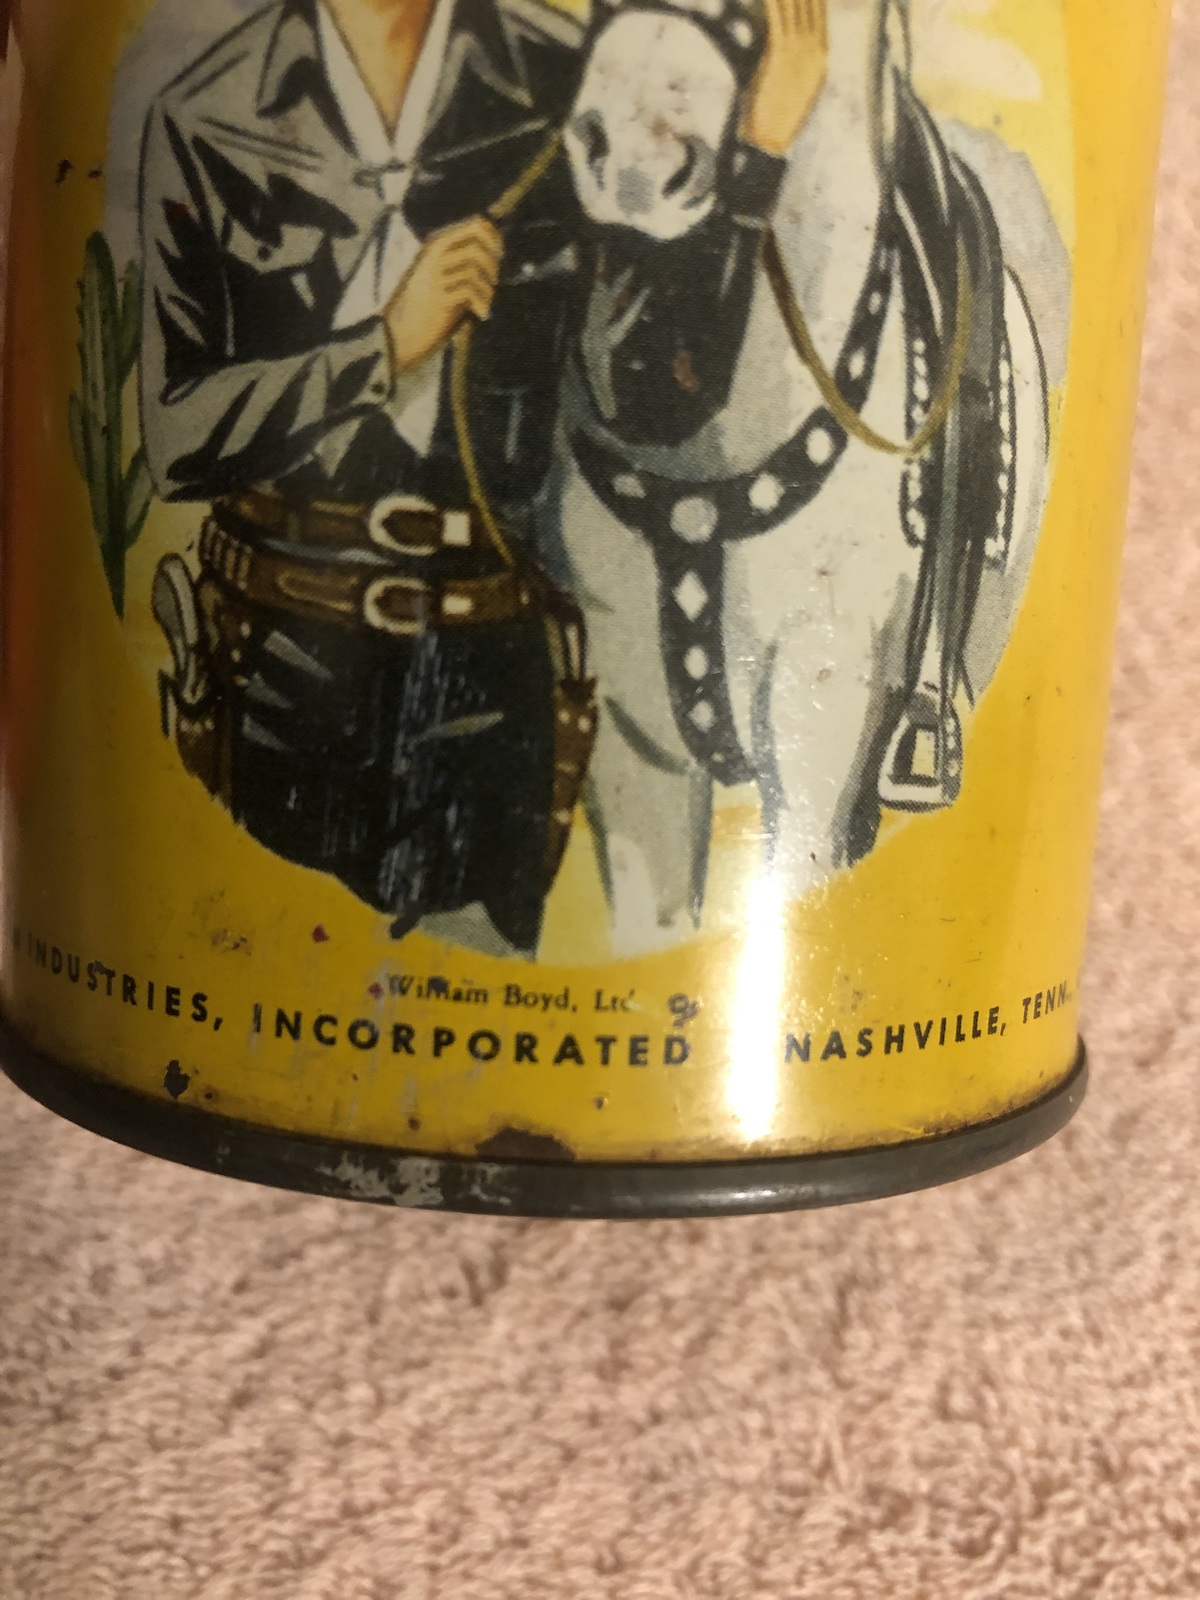 William Boyd, Ltd
INDUSTRIES, INCORPORATED NASHVILLE, TENN.